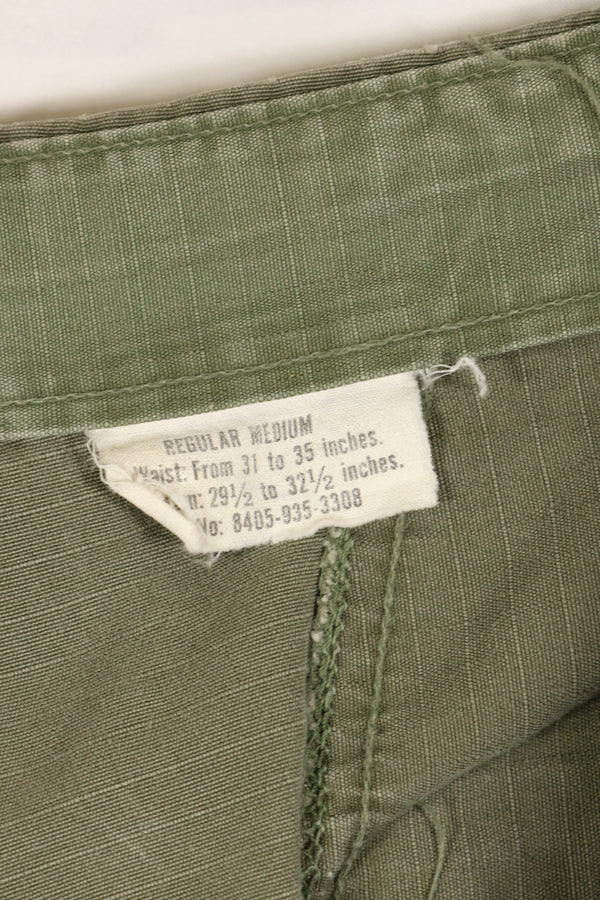 REGULAR MEDIUM
Waist: From 31 to 35 inches.
29½ to 32½ inches.
No: 8405-935-3308